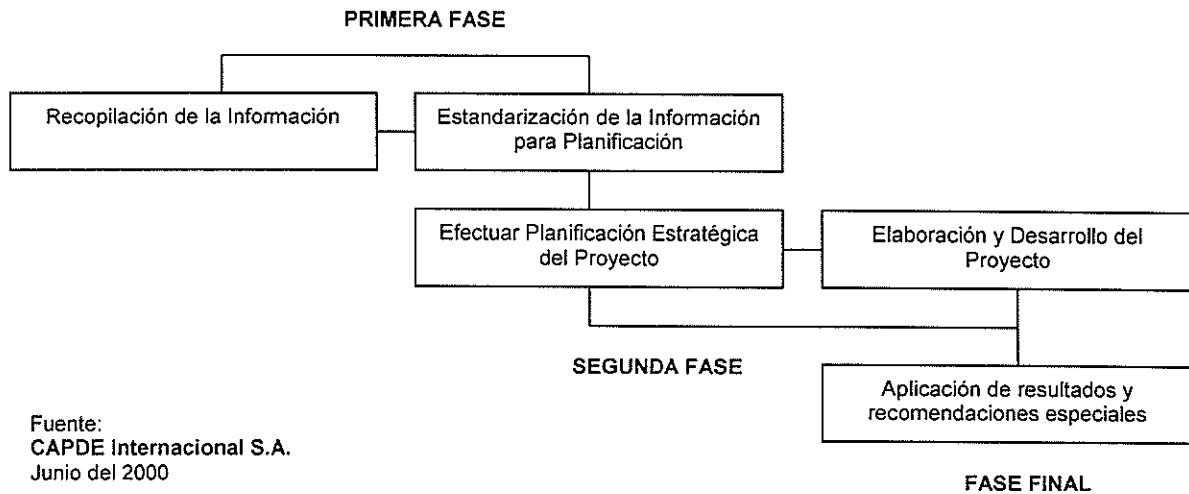 PRIMERA FASE
Recopilación de la Información
Estandarización de la Información
para Planificación
Efectuar Planificación Estratégica
del Proyecto
Elaboración y Desarrollo del
Proyecto
SEGUNDA FASE
Aplicación de resultados y
recomendaciones especiales
Fuente:
CAPDE Internacional S.A.
Junio del 2000
FASE FINAL